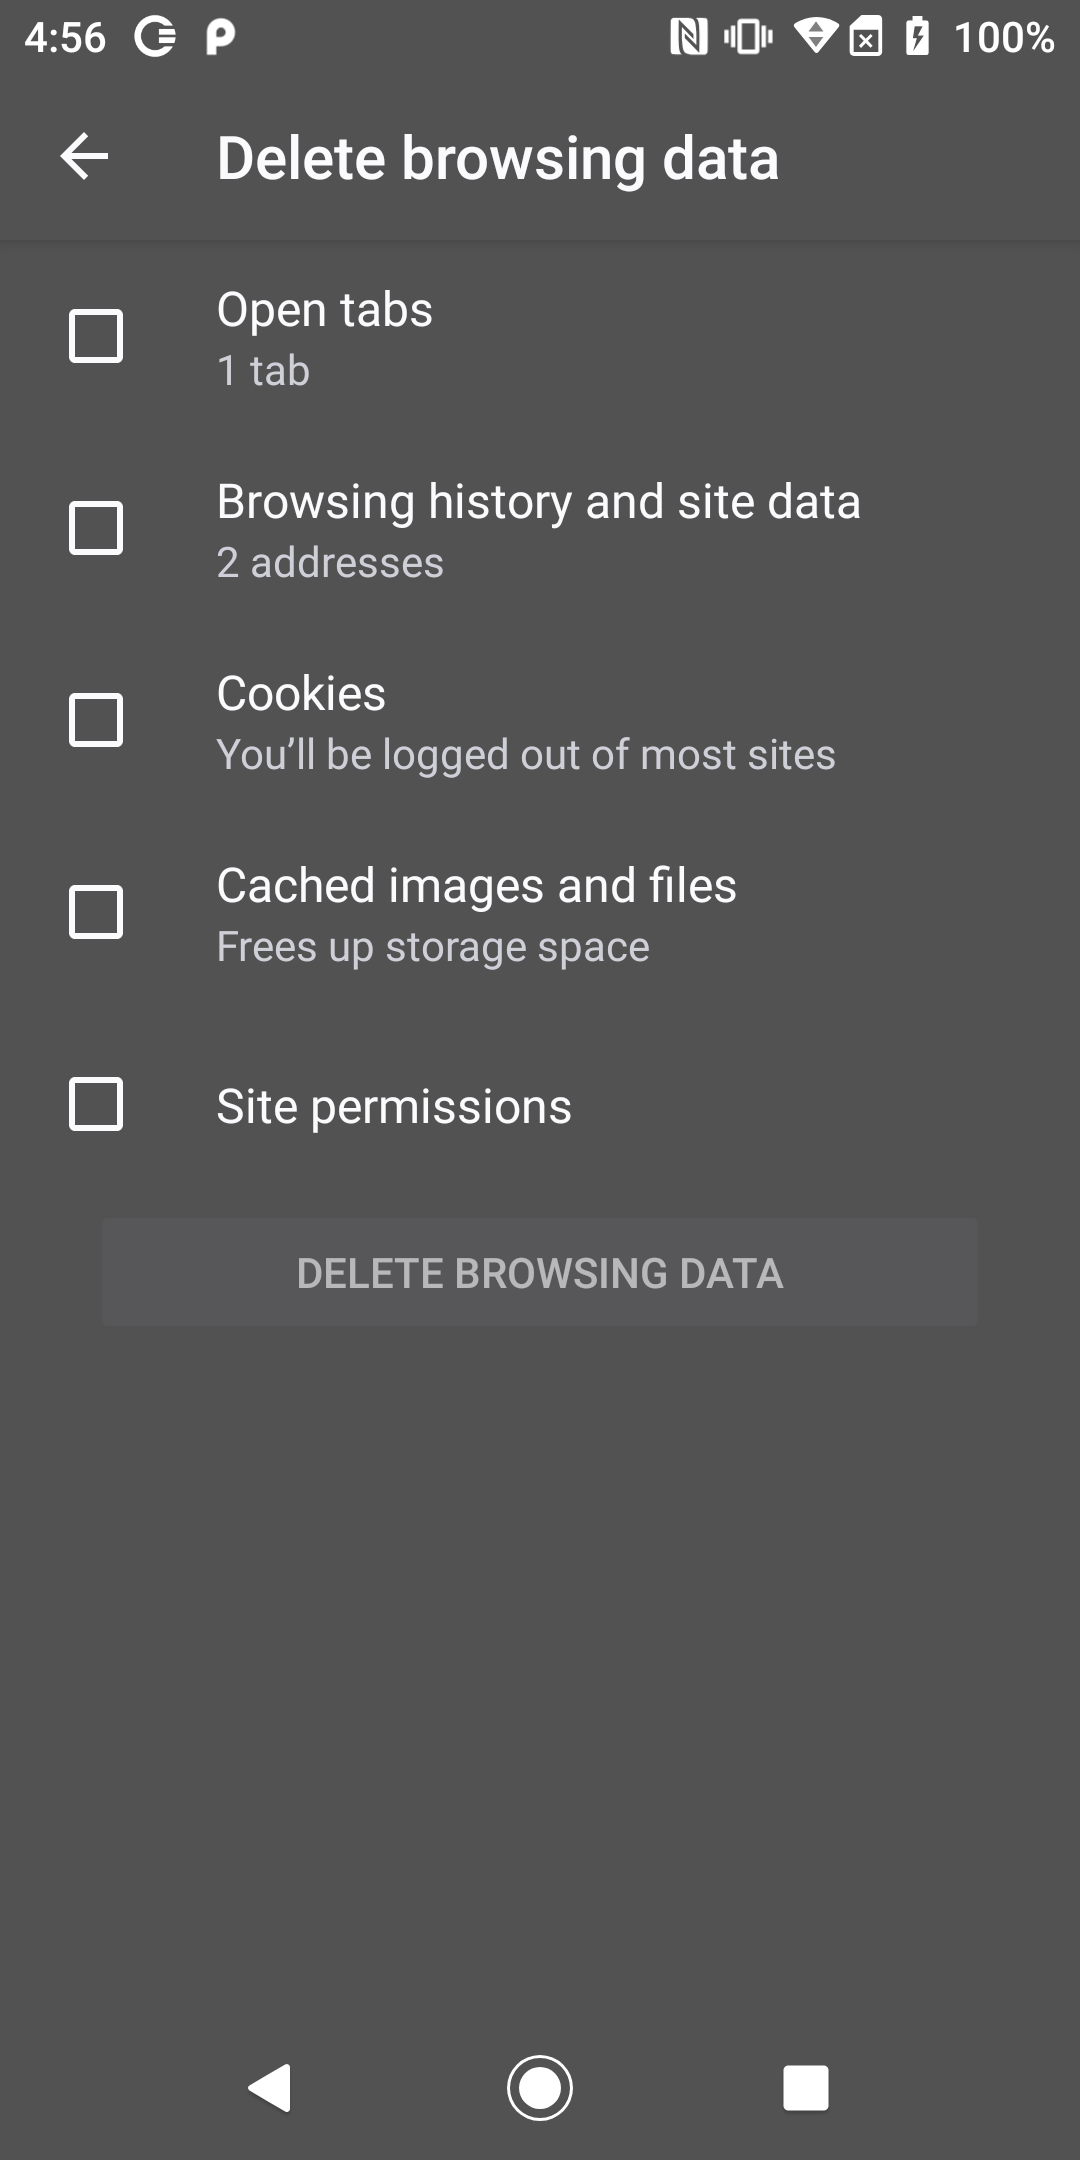 4:56
100%
Delete browsing data
Open tabs
1 tab
Browsing history and site data
2 addresses
Cookies
You’ll be logged out of most sites
Cached images and files
Frees up storage space
Site permissions
DELETE BROWSING DATA